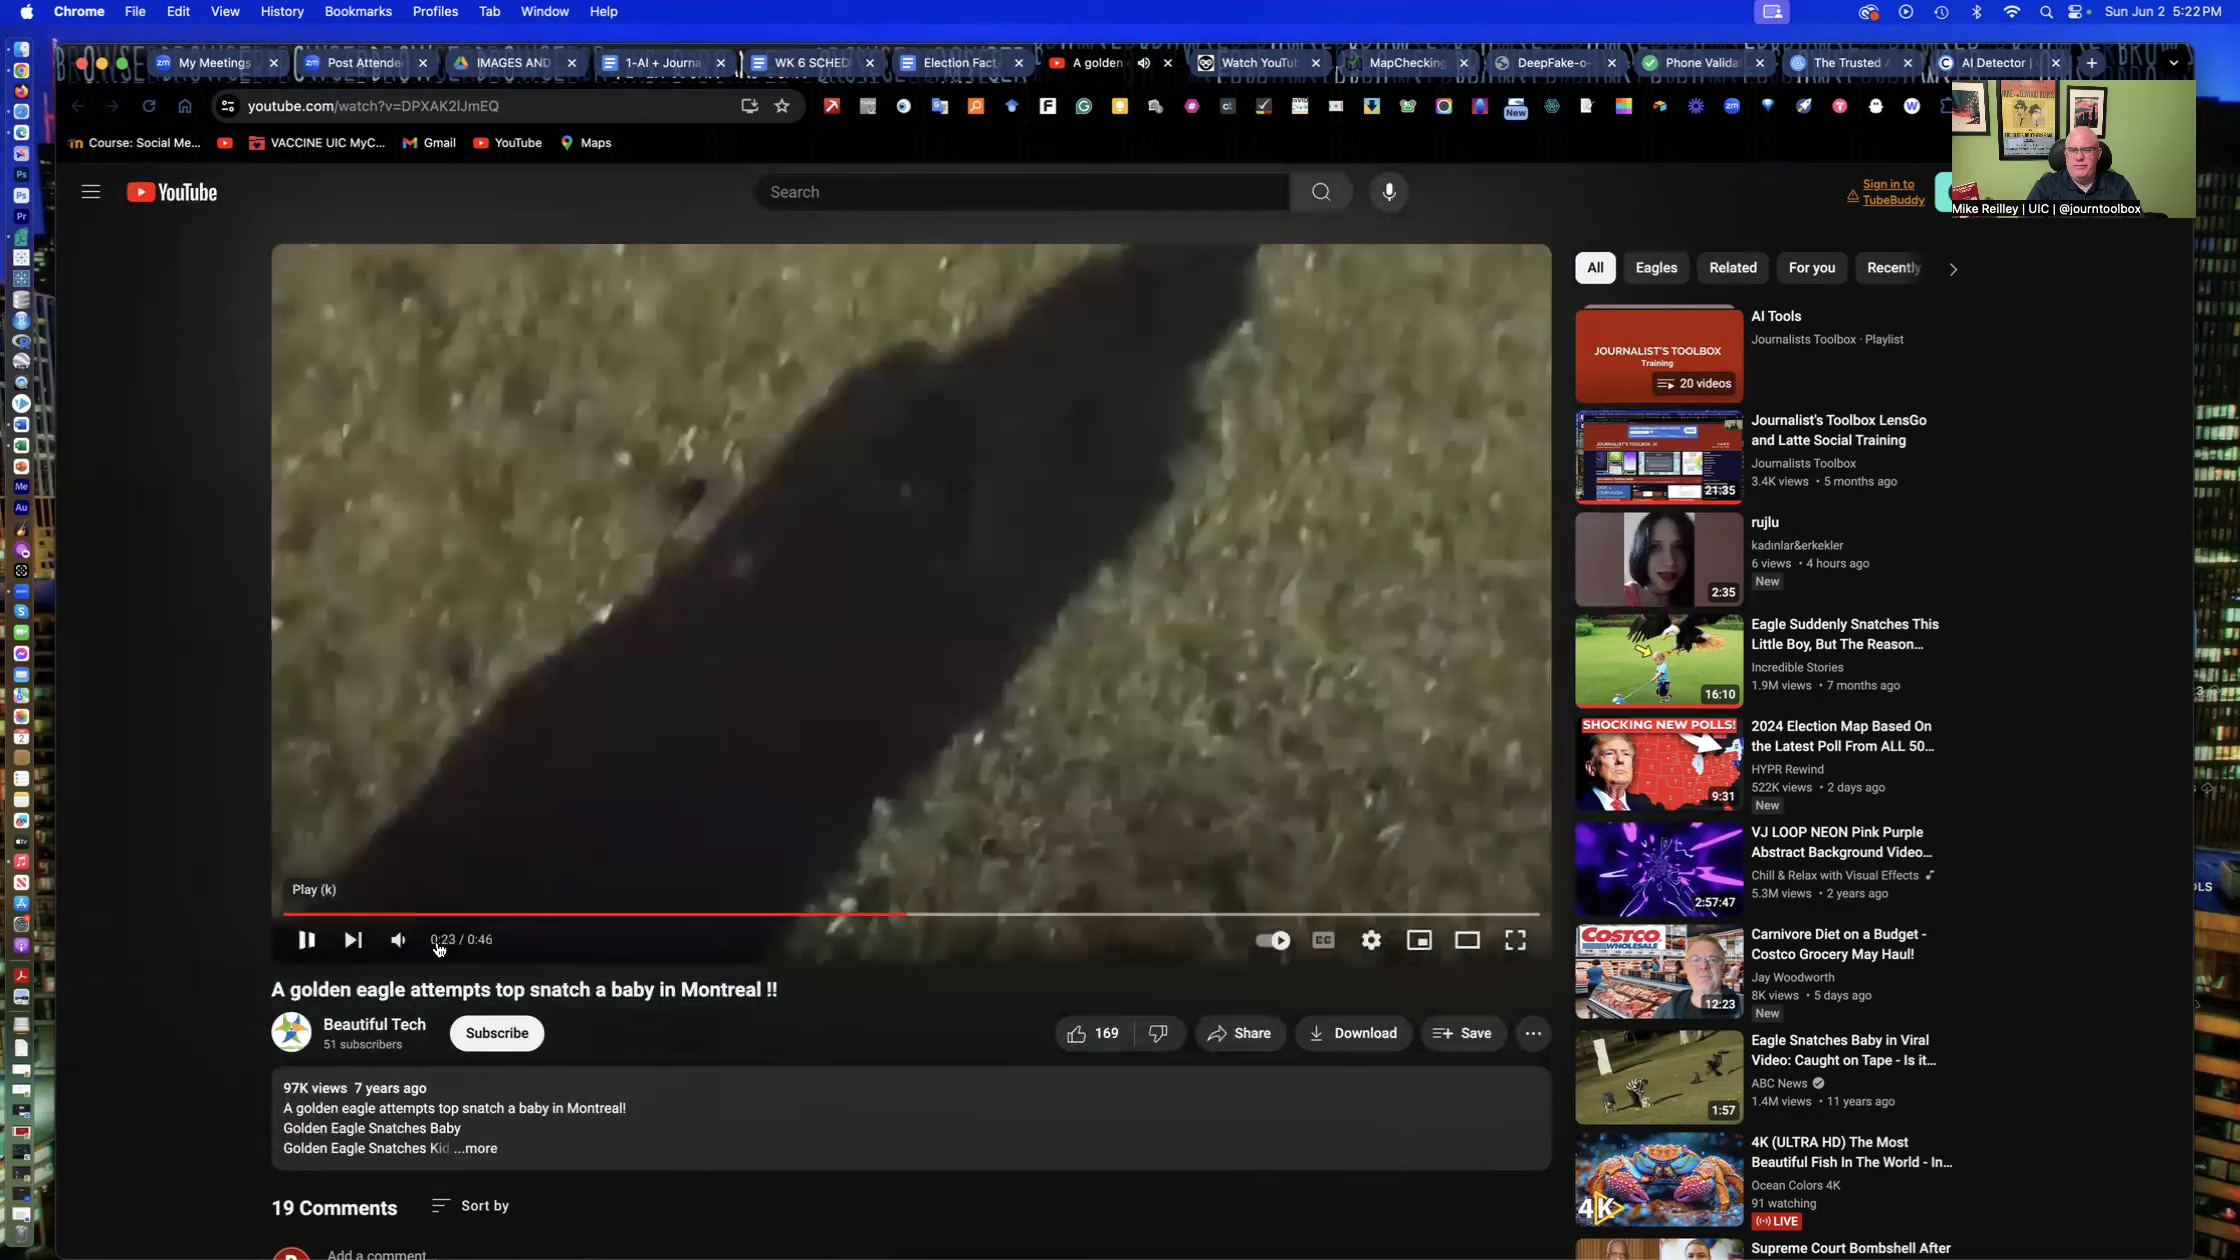 Chrome File Edit View History Bookmarks Profiles Tab Window Help
Sun Jun 2 5:22 PM
My Meetings
Post Attende
IMAGES AND
1-AI + Journa
WK 6 SCHED
Election Fact
A golden
Watch YouTu
MapChecking
DeepFake-o-
Phone Valida
The Trusted
AI Detector |
youtube.com/watch?v=DPXAK2lJmEQ
New
Course: Social Me...
VACCINE UIC MyC...
Gmail
YouTube
Maps
YouTube
Search
Sign in to
TubeBuddy
Mike Reilley | UIC | @journtoolbox
All
Eagles
Related
For you
Recently
JOURNALIST'S TOOLBOX
Training
20 videos
AI Tools
Journalists Toolbox · Playlist
21:35
Journalist's Toolbox LensGo
and Latte Social Training
Journalists Toolbox
3.4K views • 5 months ago
2:35
rujlu
kadınlar&erkekler
6 views • 4 hours ago
New
16:10
Eagle Suddenly Snatches This
Little Boy, But The Reason...
Incredible Stories
1.9M views • 7 months ago
SHOCKING NEW POLLS!
9:31
2024 Election Map Based On
the Latest Poll From ALL 50...
HYPR Rewind
522K views • 2 days ago
New
2:57:47
VJ LOOP NEON Pink Purple
Abstract Background Video...
Chill & Relax with Visual Effects
5.3M views • 2 years ago
COSTCO
WHOLESALE
12:23
Carnivore Diet on a Budget -
Costco Grocery May Haul!
Jay Woodworth
8K views • 5 days ago
New
1:57
Eagle Snatches Baby in Viral
Video: Caught on Tape - Is it...
ABC News
1.4M views • 11 years ago
4K
4K (ULTRA HD) The Most
Beautiful Fish In The World - In...
Ocean Colors 4K
91 watching
LIVE
Supreme Court Bombshell After
Play (k)
0:23 / 0:46
CC
A golden eagle attempts top snatch a baby in Montreal !!
Beautiful Tech
51 subscribers
Subscribe
169
Share
Download
Save
97K views 7 years ago
A golden eagle attempts top snatch a baby in Montreal!
Golden Eagle Snatches Baby
Golden Eagle Snatches Kid ...more
19 Comments
Sort by
Add a comment...